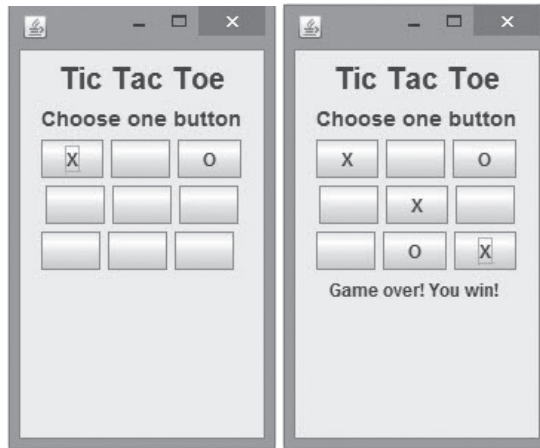 Tic Tac Toe
Choose one button
X O
Tic Tac Toe
Choose one button
X O
X
O X
Game over! You win!